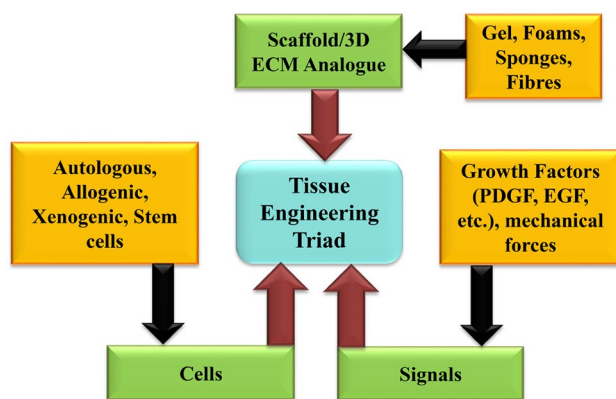 Scaffold/3D
ECM Analogue
Gel, Foams,
Sponges,
Fibres
Autologous,
Allogenic,
Xenogenic, Stem
cells
Tissue
Engineering
Triad
Growth Factors
(PDGF, EGF,
etc.), mechanical
forces
Cells
Signals